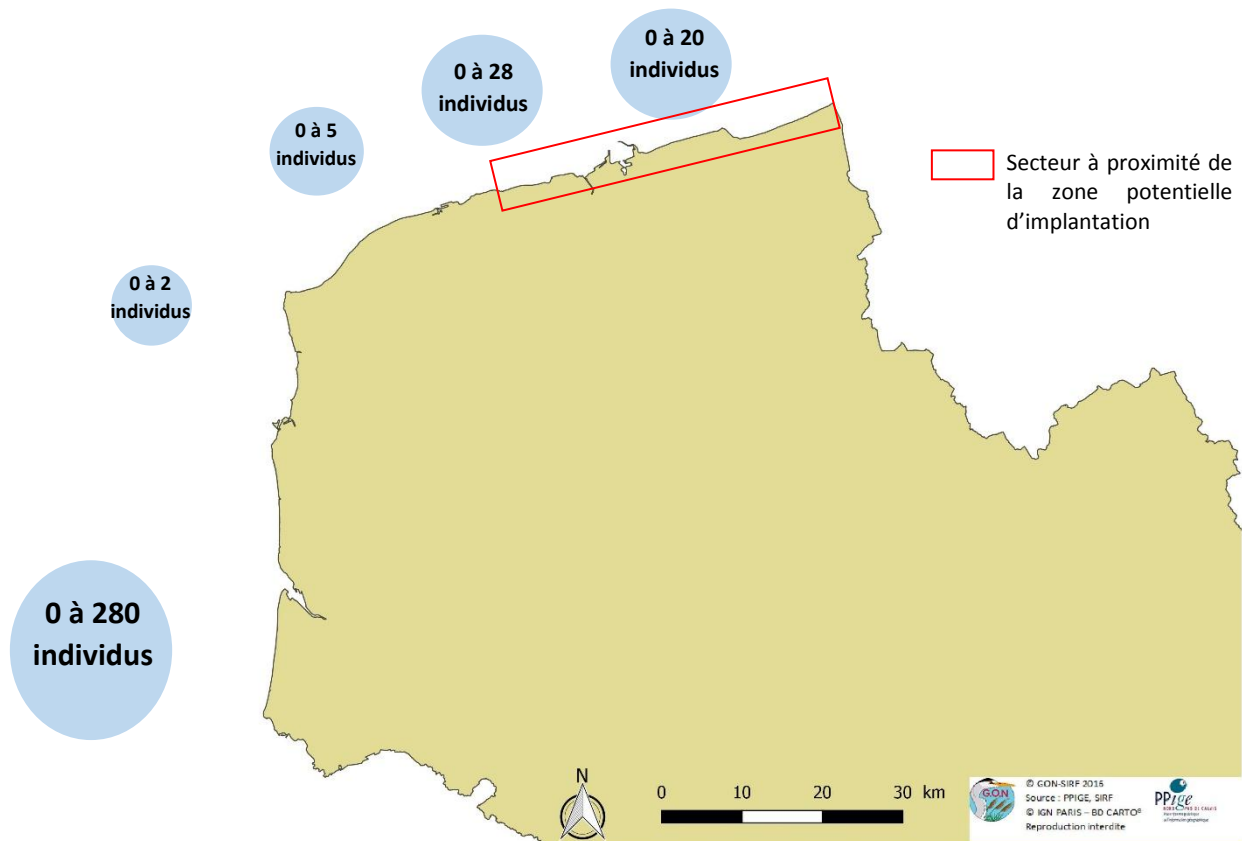 0 à 20
individus
0 à 28
individus
0 à 5
individus
Secteur à proximité de
la zone potentielle
d'implantation
0 à 2
individus
0 à 280
individus
N
0 10 20 30 km
G.O.N
© GON-SIRF 2015
Source : PPIGE, SIRF
© IGN PARIS – BD CARTO®
Reproduction interdite
PPige